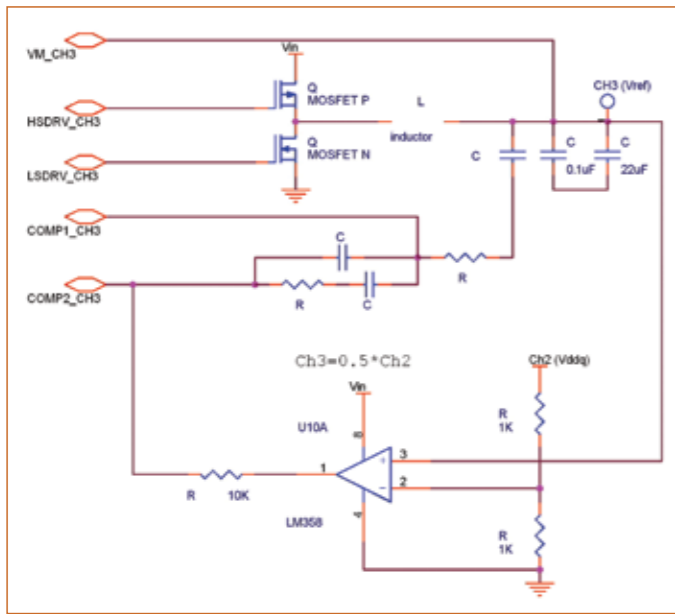 VM_CH3
Vin
Q
MOSFET P
HSDRV_CH3
L
inductor
CH3 (Vref)
Q
MOSFET N
LSDRV_CH3
C
C
0.1uF
C
22uF
COMP1_CH3
C
R
COMP2_CH3
R
C
Ch3=0.5*Ch2
Ch2 (Vddq)
Vin
U10A
8
R
1K
3
+
1
2
-
R
10K
4
LM358
R
1K